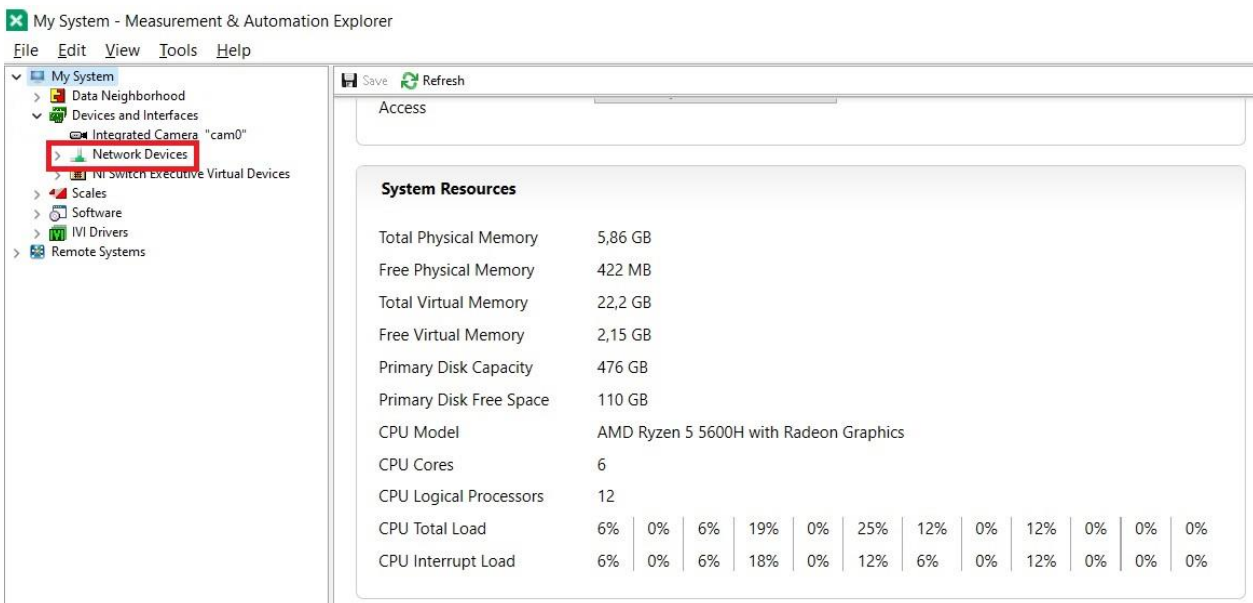 My System - Measurement & Automation Explorer
File Edit View Tools Help
My System
Data Neighborhood
Devices and Interfaces
Integrated Camera "cam0"
Network Devices
NI Switch Executive Virtual Devices
Scales
Software
IVI Drivers
Remote Systems
Save Refresh
Access
System Resources
Total Physical Memory 5,86 GB
Free Physical Memory 422 MB
Total Virtual Memory 22,2 GB
Free Virtual Memory 2,15 GB
Primary Disk Capacity 476 GB
Primary Disk Free Space 110 GB
CPU Model AMD Ryzen 5 5600H with Radeon Graphics
CPU Cores 6
CPU Logical Processors 12
CPU Total Load 6% 0% 6% 19% 0% 25% 12% 0% 12% 0% 0% 0%
CPU Interrupt Load 6% 0% 6% 18% 0% 12% 6% 0% 12% 0% 0% 0%